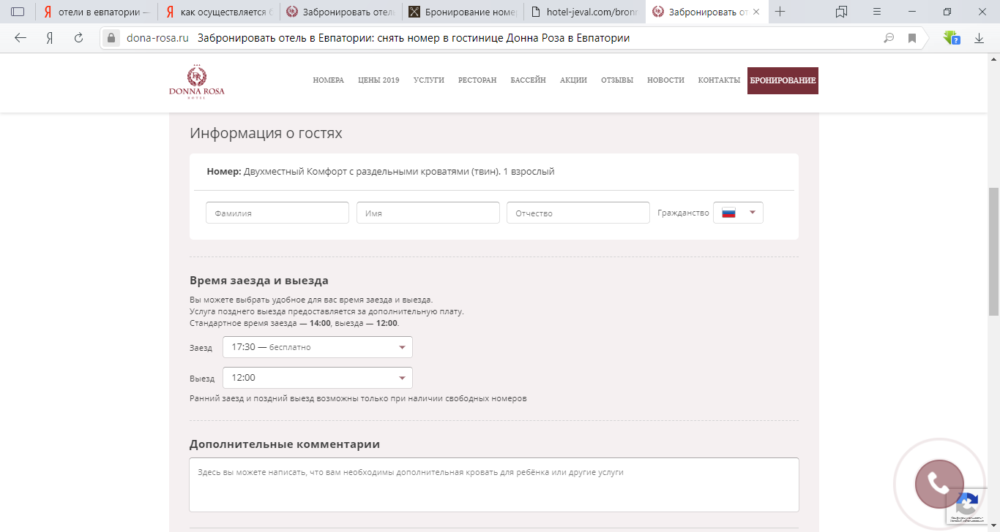 отели в евпатории —
как осуществляется б
Забронировать отель
Бронирование номер
hotel-jeval.com/bronr
Забронировать от
dona-rosa.ru Забронировать отель в Евпатории: снять номер в гостинице Донна Роза в Евпатории
DR
DONNA ROSA
HOTEL
НОМЕРА ЦЕНЫ 2019 УСЛУГИ РЕСТОРАН БАССЕЙН АКЦИИ ОТЗЫВЫ НОВОСТИ КОНТАКТЫ БРОНИРОВАНИЕ
Информация о гостях
Номер: Двухместный Комфорт с раздельными кроватями (твин). 1 взрослый
Фамилия Имя Отчество Гражданство
Время заезда и выезда
Вы можете выбрать удобное для вас время заезда и выезда.
Услуга позднего выезда предоставляется за дополнительную плату.
Стандартное время заезда — 14:00, выезда — 12:00.
Заезд 17:30 — бесплатно
Выезд 12:00
Ранний заезд и поздний выезд возможны только при наличии свободных номеров
Дополнительные комментарии
Здесь вы можете написать, что вам необходимы дополнительная кровать для ребёнка или другие услуги